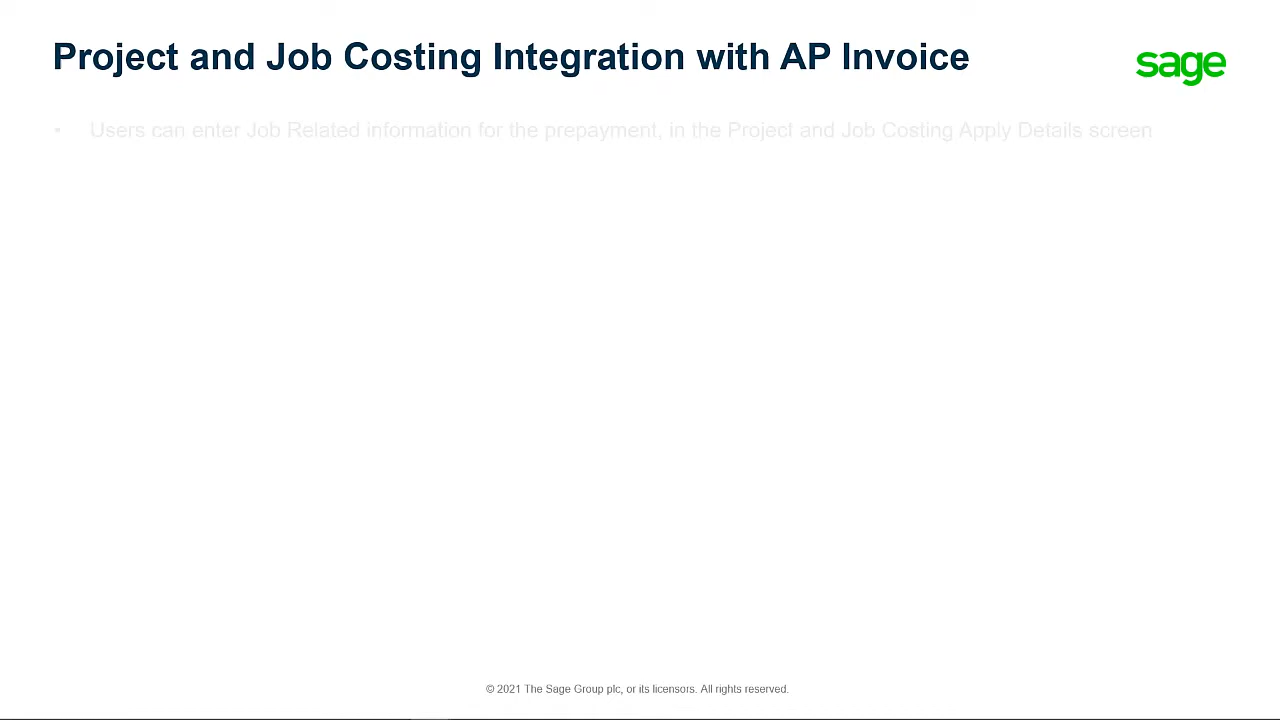 Project and Job Costing Integration with AP Invoice
sage
• Users can enter Job Related information for the prepayment, in the Project and Job Costing Apply Details screen
© 2021 The Sage Group plc, or its licensors. All rights reserved.